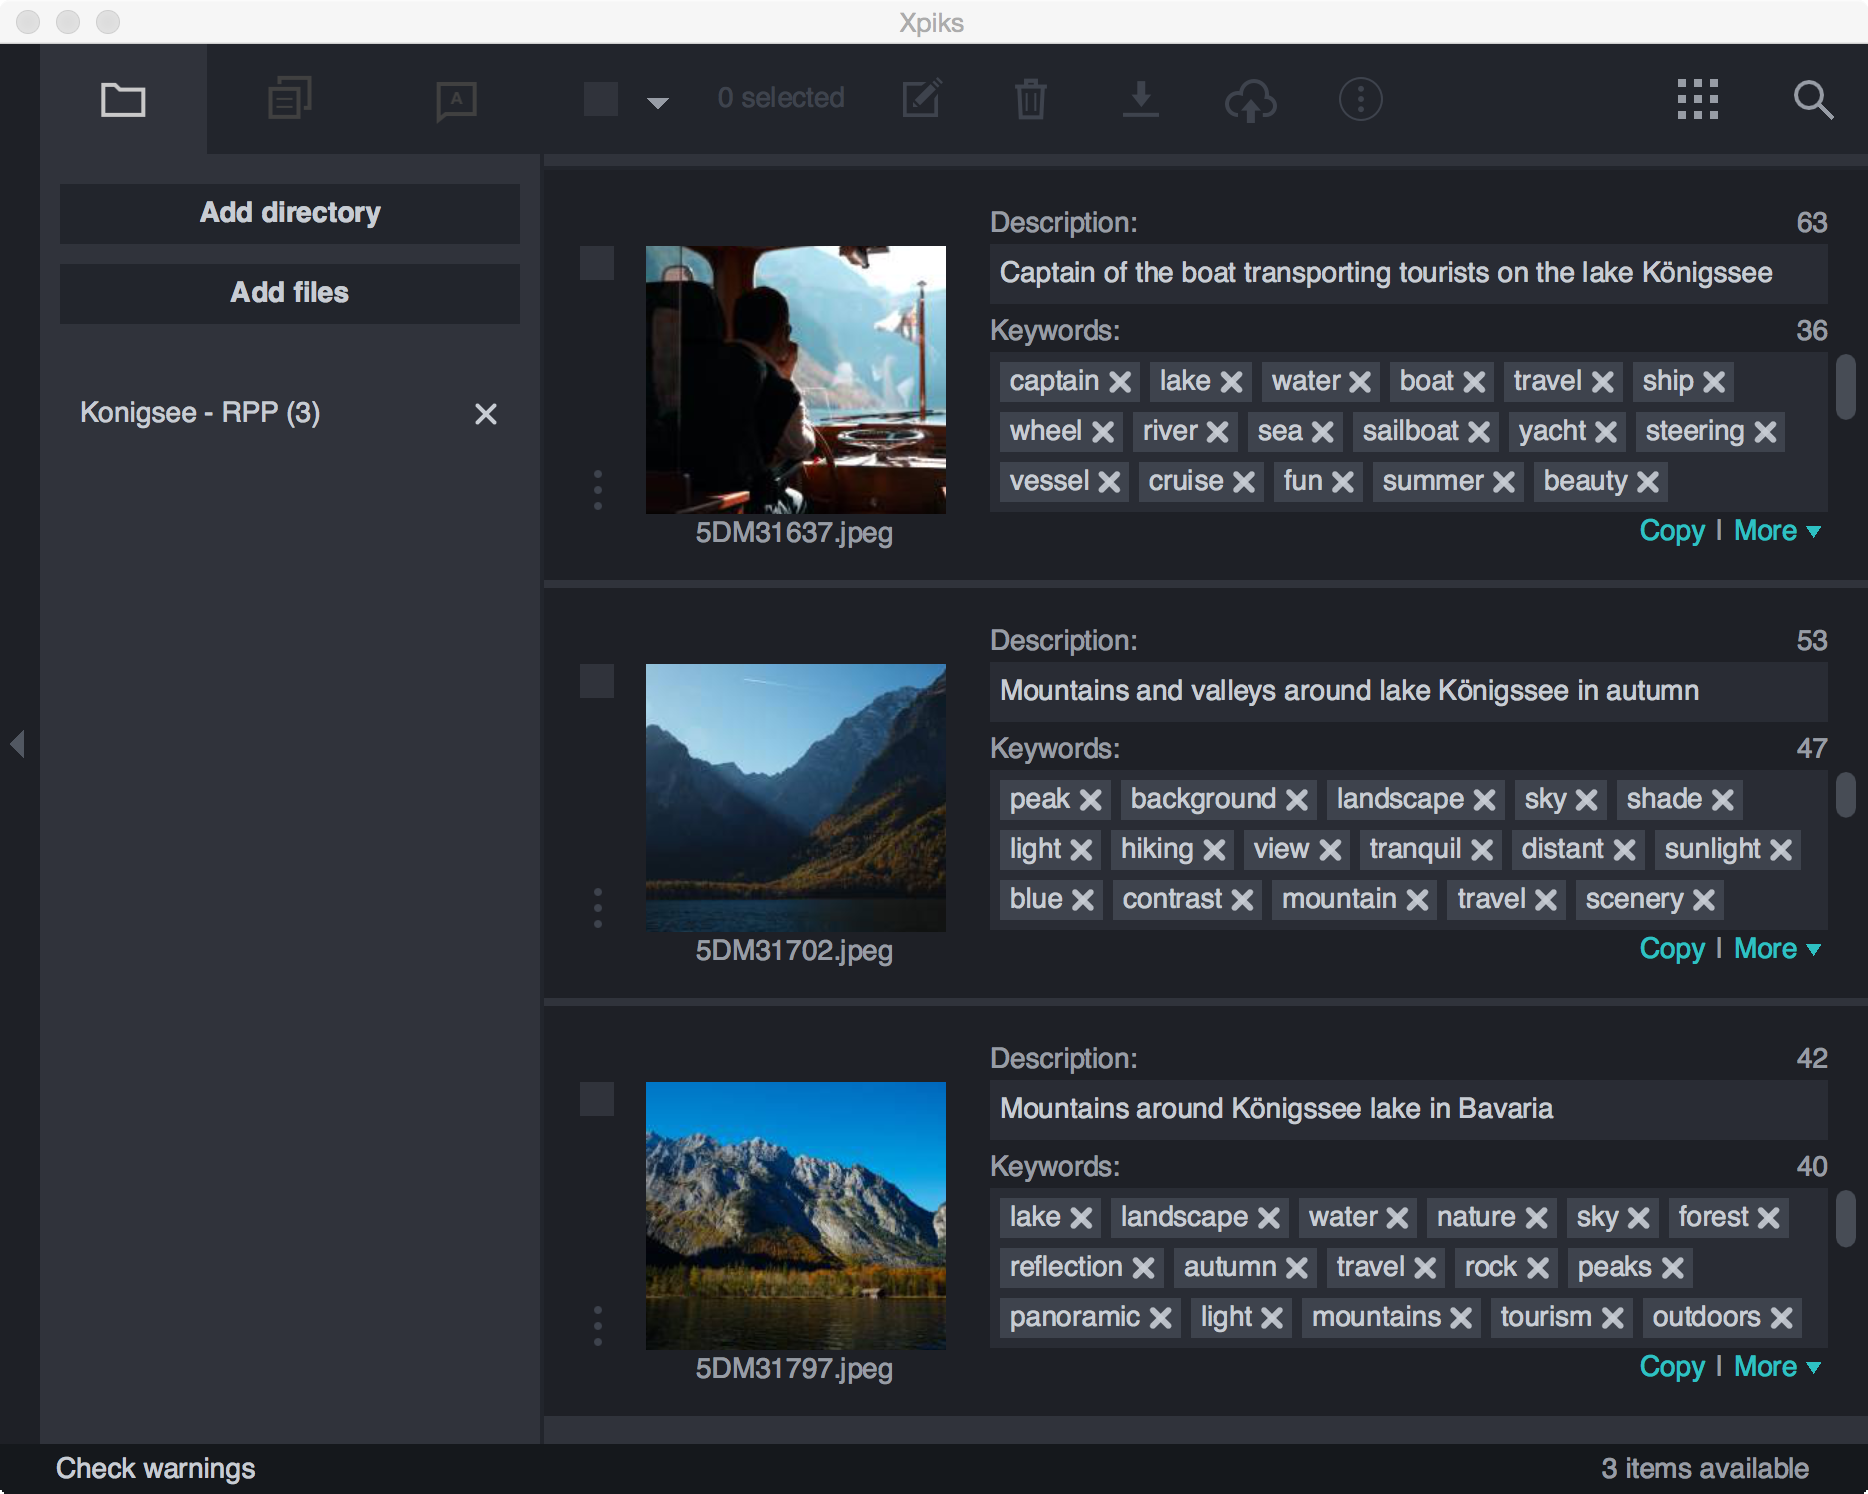 Xpiks
A
0 selected
Add directory
Add files
Konigsee - RPP (3)
Description: 63
Captain of the boat transporting tourists on the lake Königssee
Keywords: 36
captain lake water boat travel ship
wheel river sea sailboat yacht steering
vessel cruise fun summer beauty
5DM31637.jpeg
Copy | More
Description: 53
Mountains and valleys around lake Königssee in autumn
Keywords: 47
peak background landscape sky shade
light hiking view tranquil distant sunlight
blue contrast mountain travel scenery
5DM31702.jpeg
Copy | More
Description: 42
Mountains around Königssee lake in Bavaria
Keywords: 40
lake landscape water nature sky forest
reflection autumn travel rock peaks
panoramic light mountains tourism outdoors
5DM31797.jpeg
Copy | More
Check warnings
3 items available